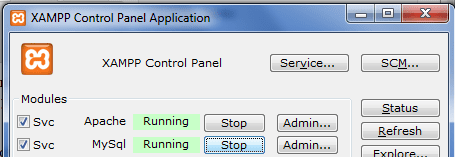 XAMPP Control Panel Application
XAMPP Control Panel Service... SCM...
Modules
Svc Apache Running Stop Admin... Status
Refresh
Svc MySql Running Stop Admin...
Explore...